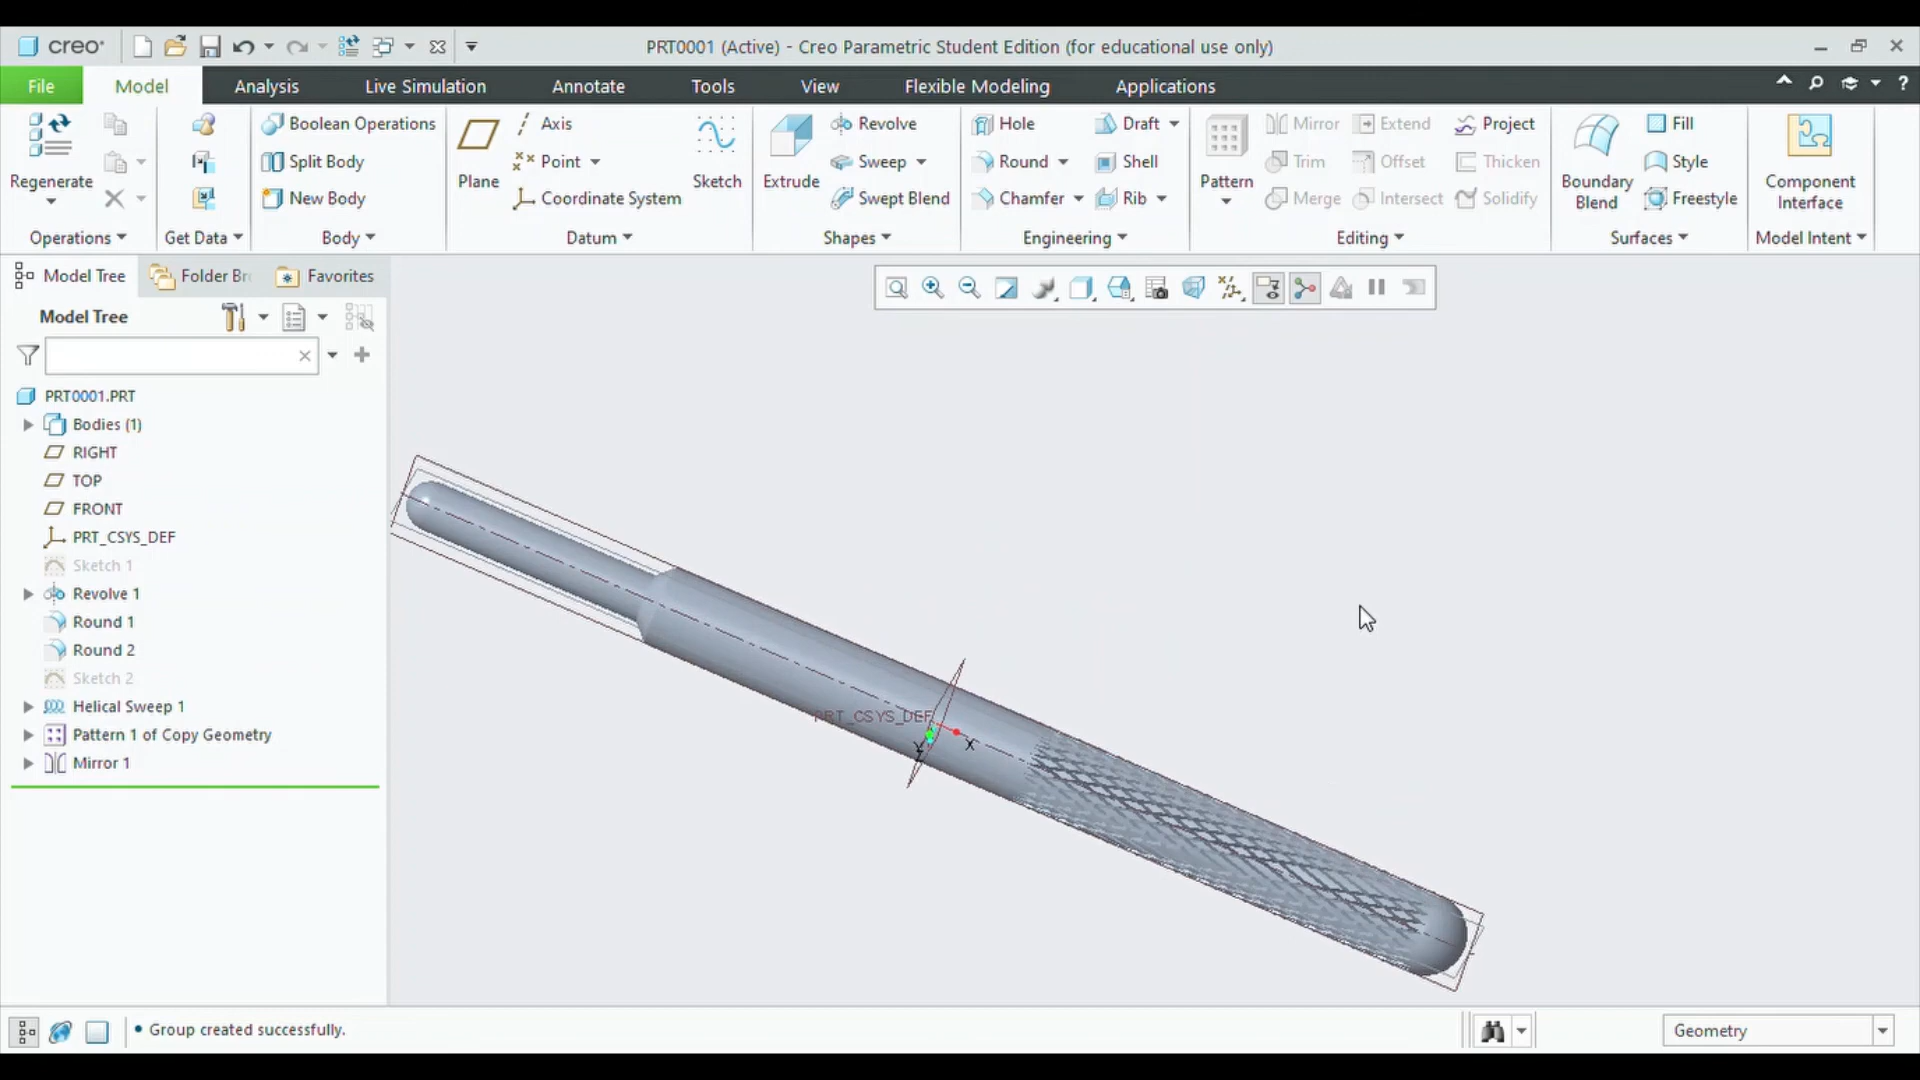 creo
PRT0001 (Active) - Creo Parametric Student Edition (for educational use only)
File Model Analysis Live Simulation Annotate Tools View Flexible Modeling Applications
Regenerate
Operations
Get Data
Boolean Operations
Split Body
New Body
Body
Plane
Axis
Point
Coordinate System
Sketch
Datum
Extrude
Revolve
Sweep
Swept Blend
Shapes
Hole
Round
Chamfer
Draft
Shell
Rib
Engineering
Pattern
Mirror
Trim
Merge
Extend
Offset
Intersect
Project
Thicken
Solidify
Editing
Boundary
Blend
Fill
Style
Freestyle
Surfaces
Component
Interface
Model Intent
Model Tree Folder Br Favorites
Model Tree
PRT0001.PRT
Bodies (1)
RIGHT
TOP
FRONT
PRT_CSYS_DEF
Sketch 1
Revolve 1
Round 1
Round 2
Sketch 2
Helical Sweep 1
Pattern 1 of Copy Geometry
Mirror 1
PRT_CSYS_DEF
X
• Group created successfully.
Geometry